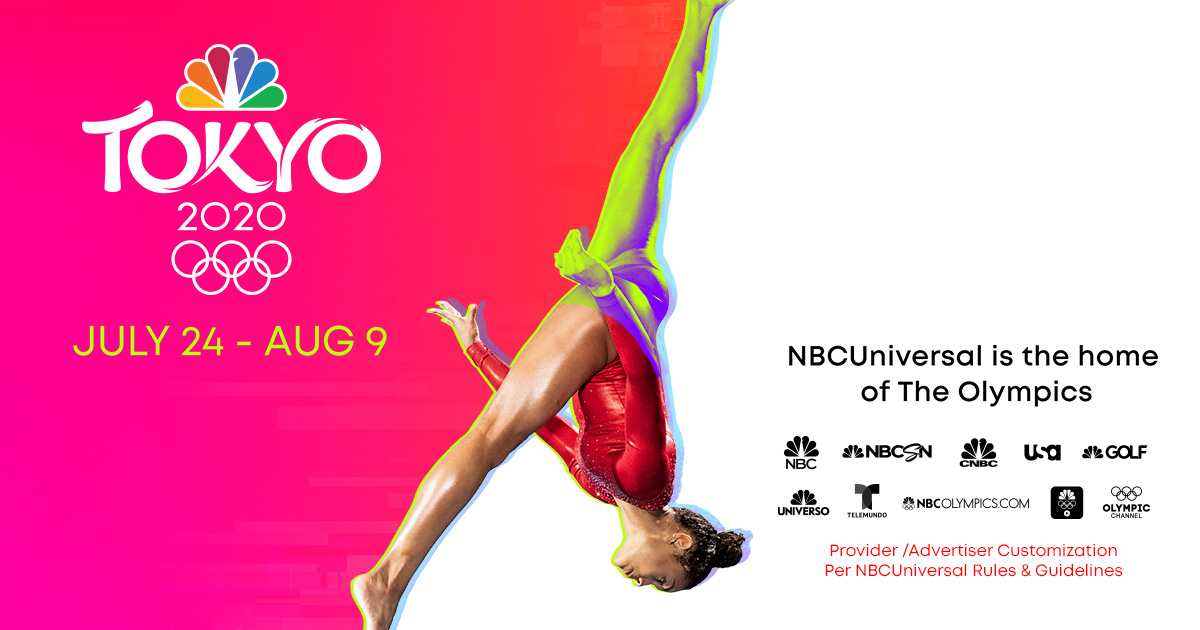 TOKYO
2020
JULY 24 - AUG 9
NBCUniversal is the home
of The Olympics
NBC NBCSN CNBC USA GOLF
UNIVERSO TELEMUNDO NBCOLYMPICS.COM OLYMPIC CHANNEL
Provider /Advertiser Customization
Per NBCUniversal Rules & Guidelines